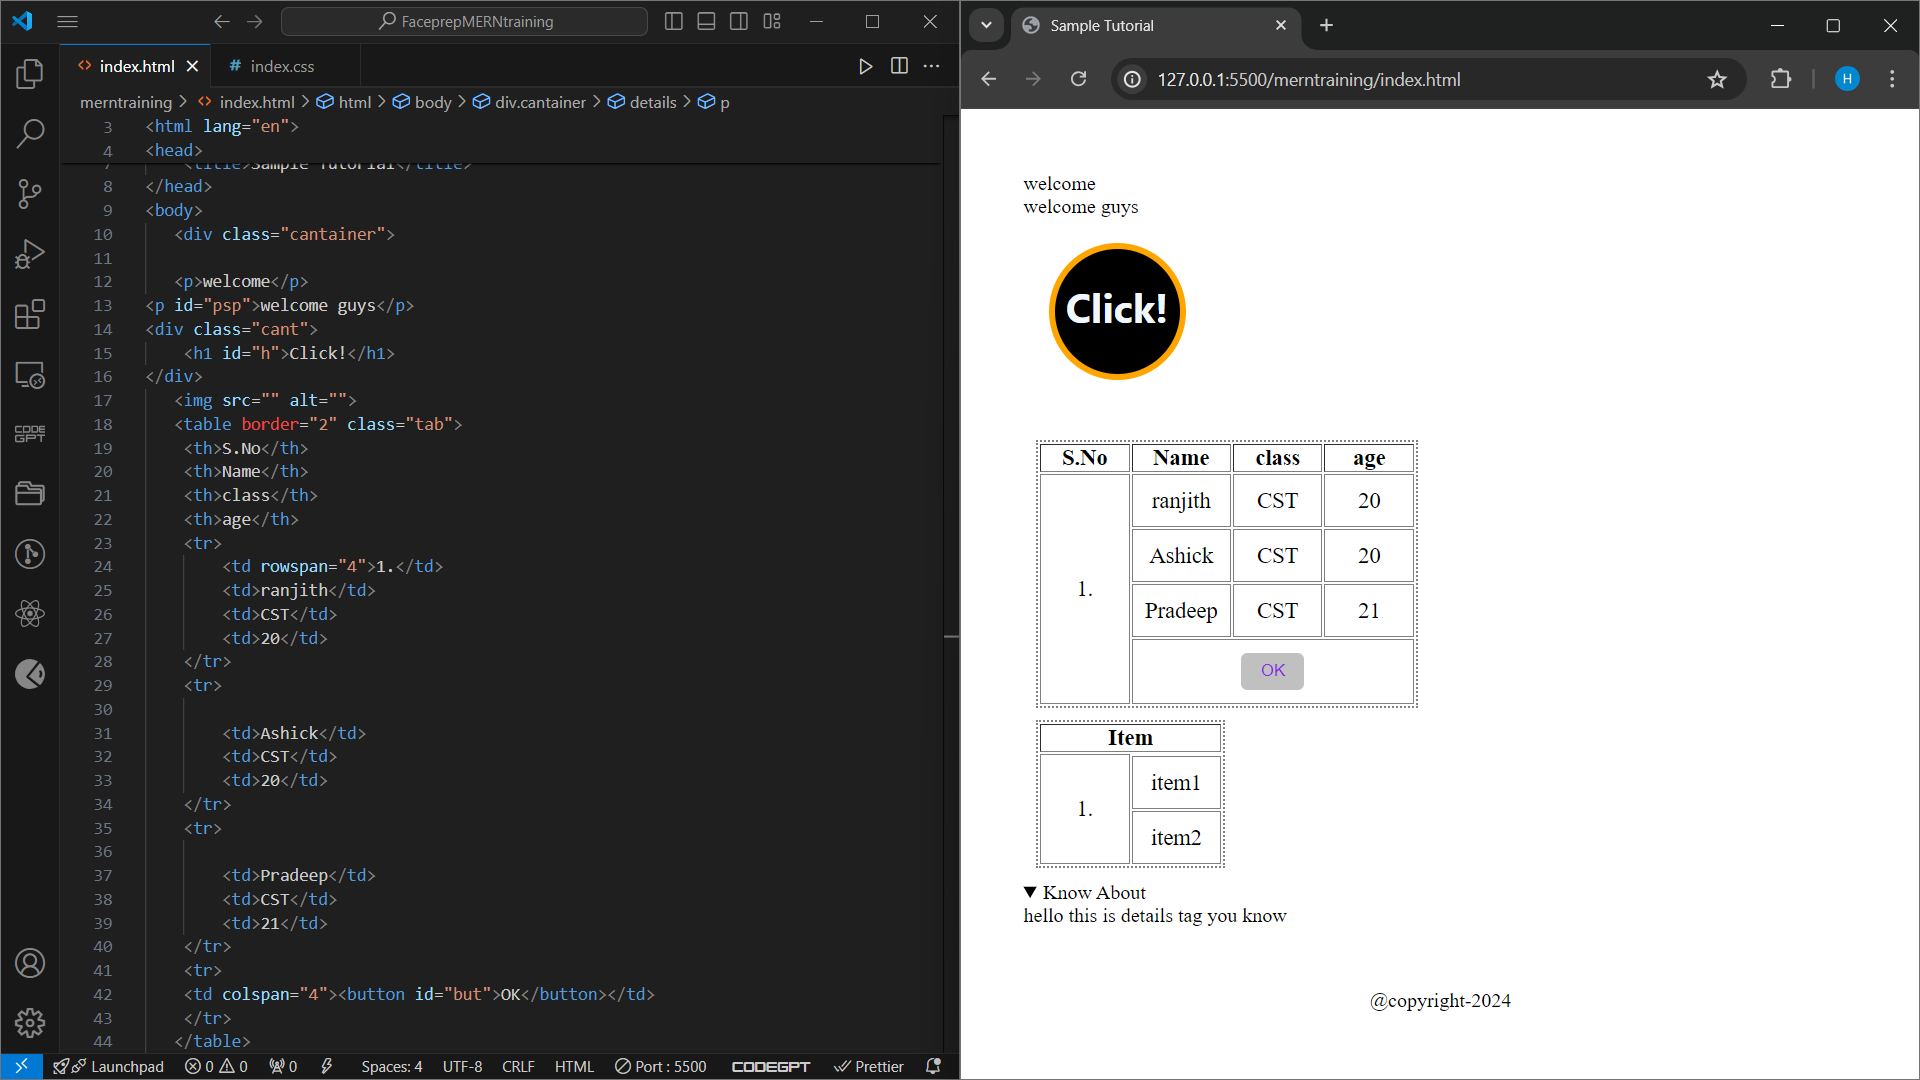 FaceprepMERNtraining
index.html
# index.css
merntraining > index.html > html > body > div.cantainer > details > p
3 <html lang="en">
4 <head>
7 <title>Sample Tutorial</title>
8 </head>
9 <body>
10 <div class="cantainer">
11
12 <p>welcome</p>
13 <p id="psp">welcome guys</p>
14 <div class="cant">
15 <h1 id="h">Click!</h1>
16 </div>
17 <img src="" alt="">
18 <table border="2" class="tab">
19 <th>S.No</th>
20 <th>Name</th>
21 <th>class</th>
22 <th>age</th>
23 <tr>
24 <td rowspan="4">1.</td>
25 <td>ranjith</td>
26 <td>CST</td>
27 <td>20</td>
28 </tr>
29 <tr>
30
31 <td>Ashick</td>
32 <td>CST</td>
33 <td>20</td>
34 </tr>
35 <tr>
36
37 <td>Pradeep</td>
38 <td>CST</td>
39 <td>21</td>
40 </tr>
41 <tr>
42 <td colspan="4"><button id="but">OK</button></td>
43 </tr>
44 </table>
CODE GPT
Launchpad 0 0 0 Spaces: 4 UTF-8 CRLF HTML Port : 5500 CODEGPT Prettier
Sample Tutorial
127.0.0.1:5500/merntraining/index.html
H
welcome
welcome guys
Click!
S.No Name class age
1. ranjith CST 20
Ashick CST 20
Pradeep CST 21
OK
Item
1. item1
item2
▼ Know About
hello this is details tag you know
@copyright-2024